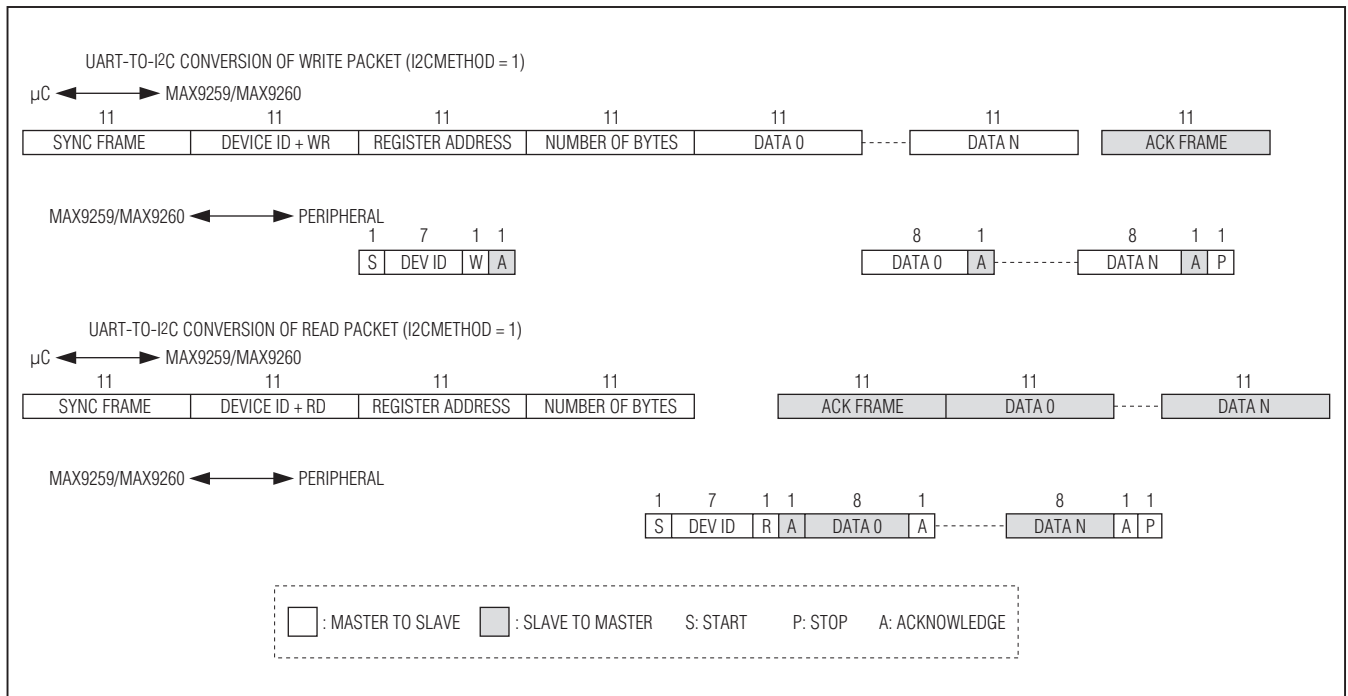 UART-TO-I2C CONVERSION OF WRITE PACKET (I2CMETHOD = 1)
µC MAX9259/MAX9260
11 11 11 11 11 11 11
SYNC FRAME DEVICE ID + WR REGISTER ADDRESS NUMBER OF BYTES DATA 0 DATA N ACK FRAME
MAX9259/MAX9260 PERIPHERAL
1 7 1 1 8 1 8 1 1
S DEV ID W A DATA 0 A DATA N A P
UART-TO-I2C CONVERSION OF READ PACKET (I2CMETHOD = 1)
µC MAX9259/MAX9260
11 11 11 11 11 11 11
SYNC FRAME DEVICE ID + RD REGISTER ADDRESS NUMBER OF BYTES ACK FRAME DATA 0 DATA N
MAX9259/MAX9260 PERIPHERAL
1 7 1 1 8 1 8 1 1
S DEV ID R A DATA 0 A DATA N A P
: MASTER TO SLAVE : SLAVE TO MASTER S: START P: STOP A: ACKNOWLEDGE